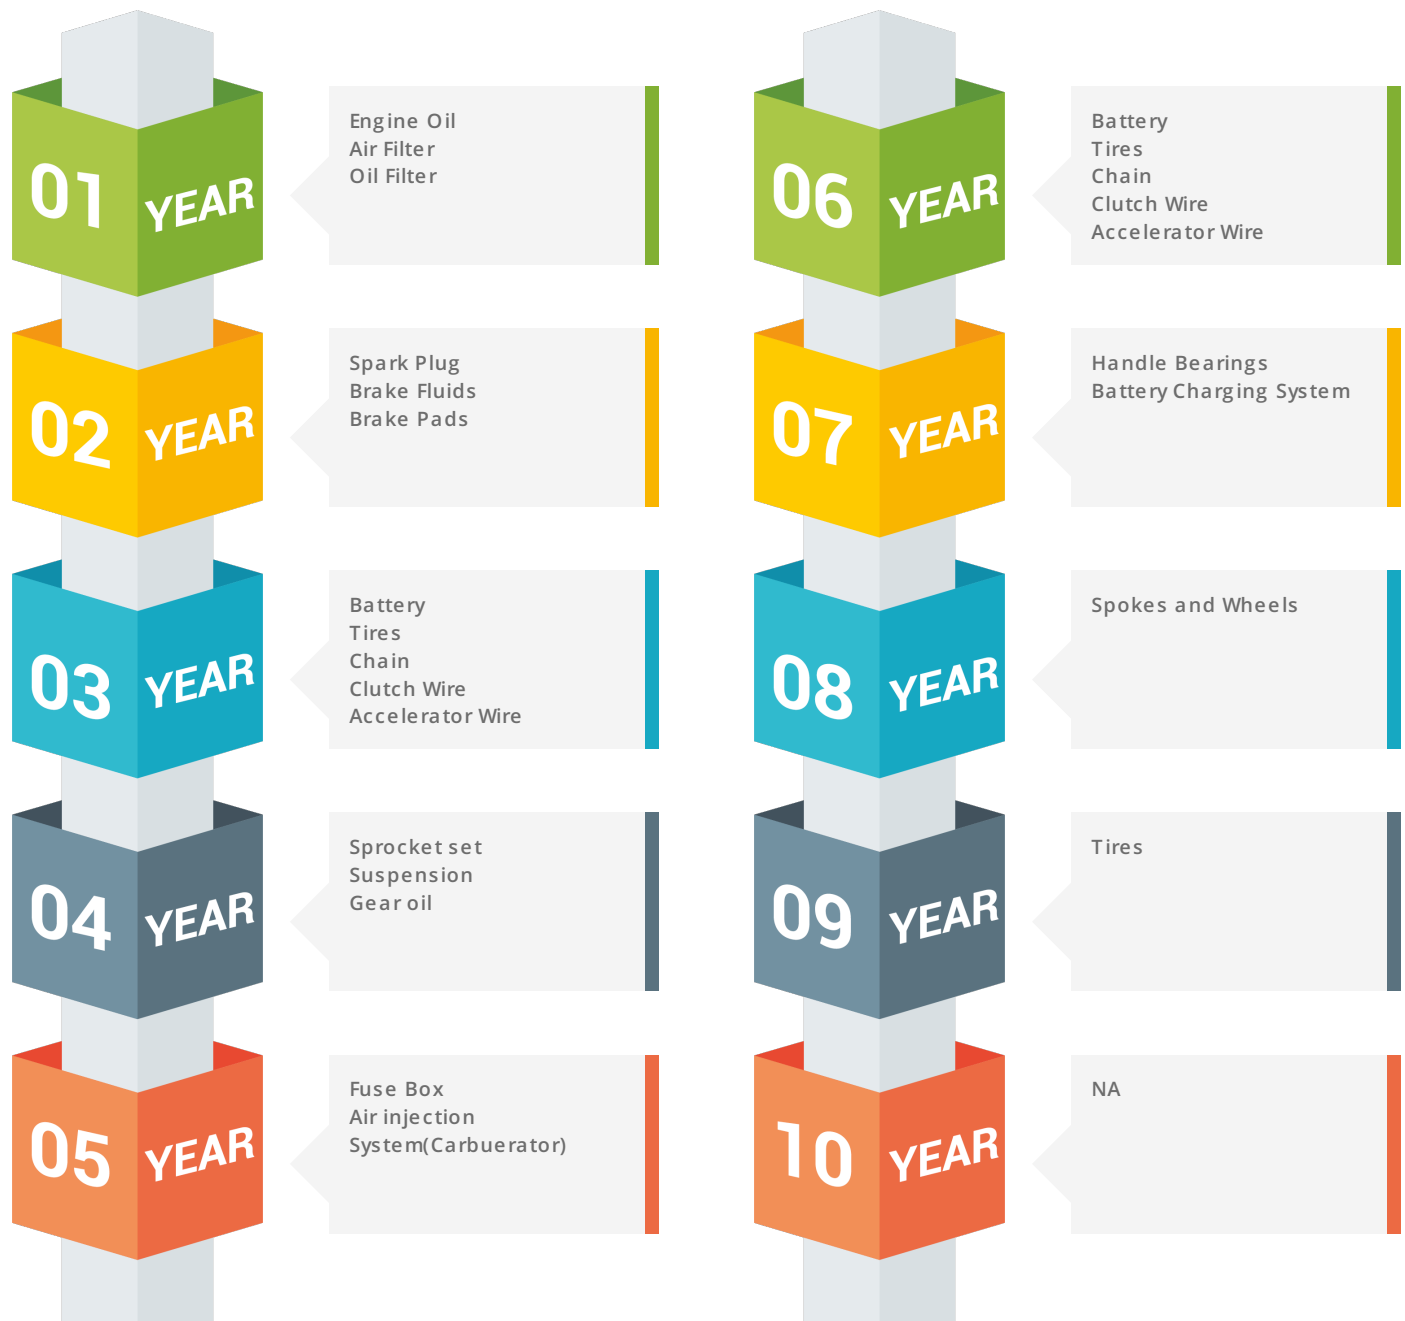 01 YEAR
Engine Oil
Air Filter
Oil Filter
02 YEAR
Spark Plug
Brake Fluids
Brake Pads
03 YEAR
Battery
Tires
Chain
Clutch Wire
Accelerator Wire
04 YEAR
Sprocket set
Suspension
Gear oil
05 YEAR
Fuse Box
Air injection
System(Carbuerator)
06 YEAR
Battery
Tires
Chain
Clutch Wire
Accelerator Wire
07 YEAR
Handle Bearings
Battery Charging System
08 YEAR
Spokes and Wheels
09 YEAR
Tires
10 YEAR
NA